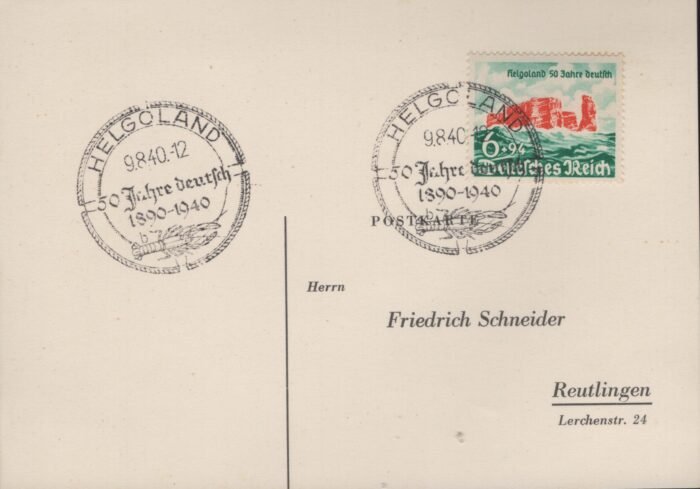 Helgoland 50 Jahre deutsch
6+94
Deutsches Reich
HELGOLAND
9.8.40.12
50 Jahre deutsch
1890-1940
b
HELGOLAND
9.8.40.12
50 Jahre deutsch
1890-1940
b
POSTKARTE
Herrn
Friedrich Schneider
Reutlingen
Lerchenstr. 24